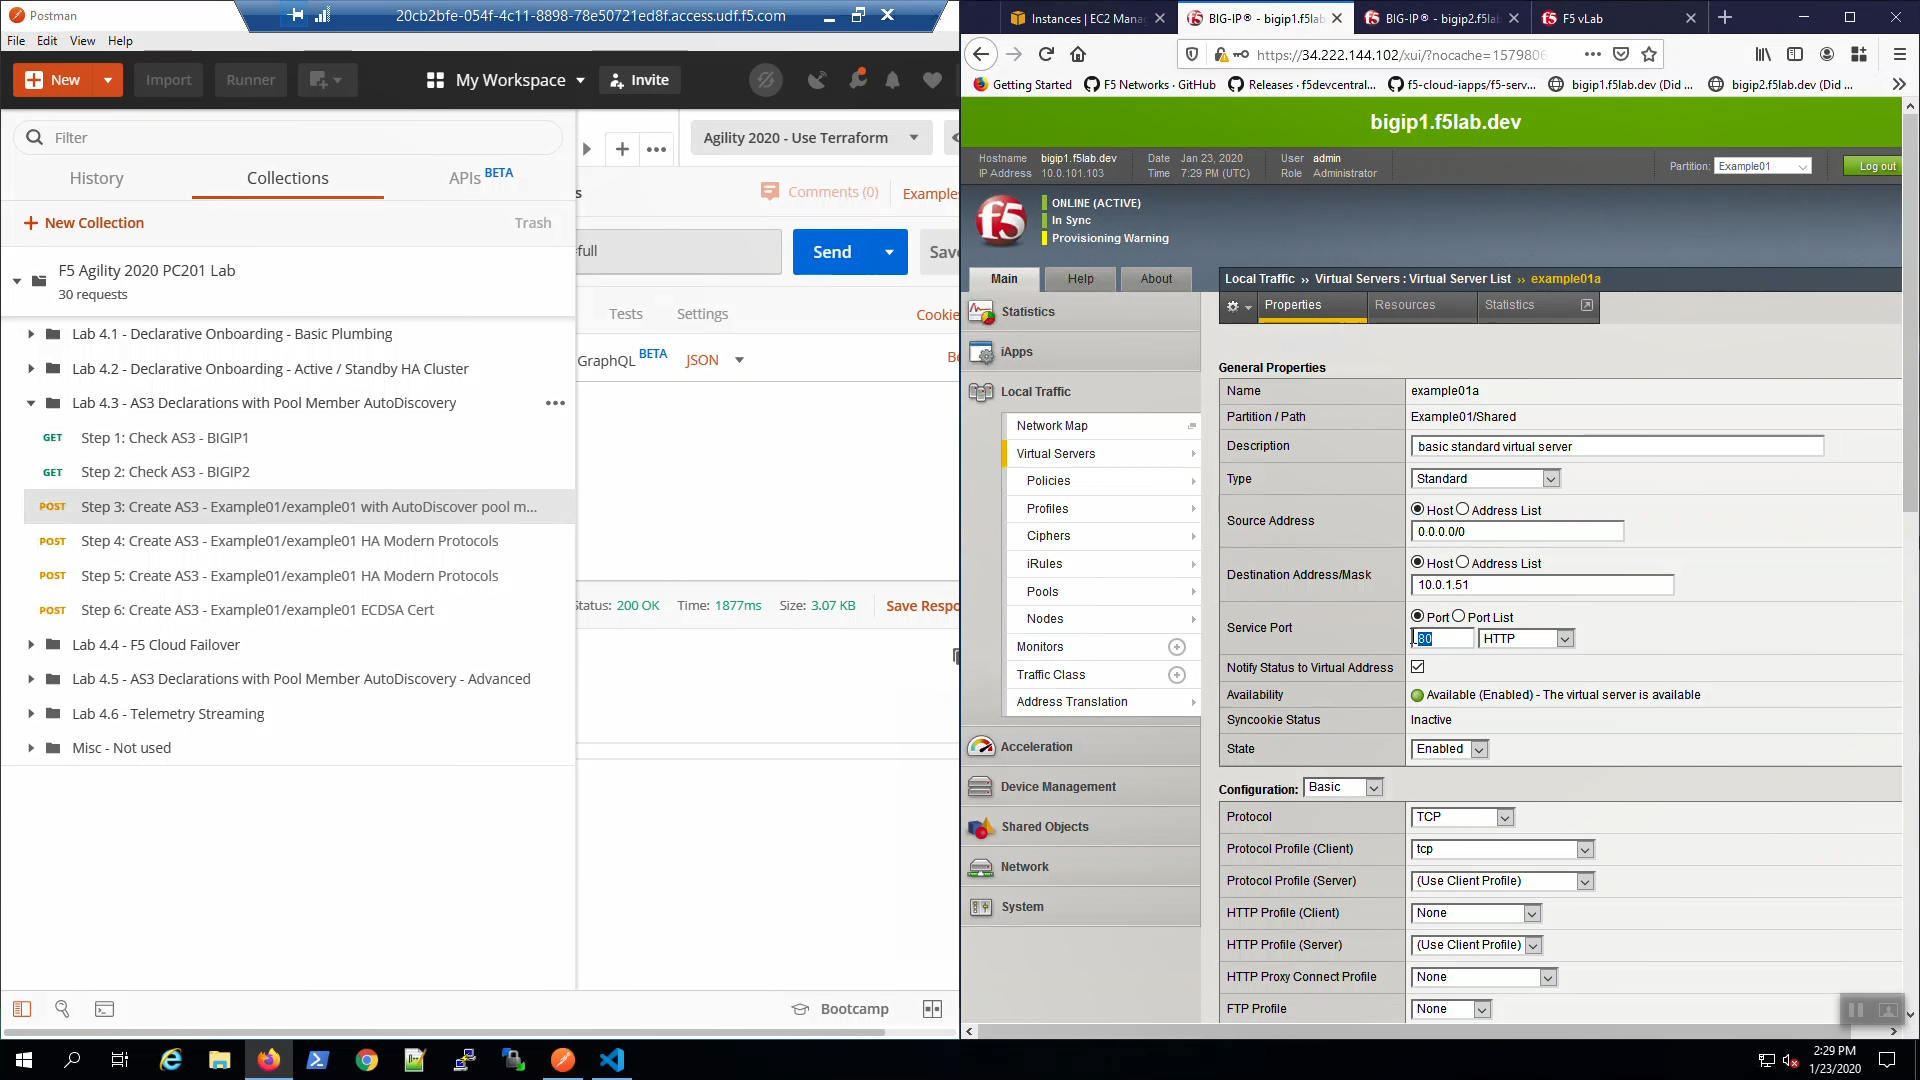 Postman
20cb2bfe-054f-4c11-8898-78e50721ed8f.access.udf.f5.com
File Edit View Help
New
Import
Runner
My Workspace
Invite
Filter
History
Collections
APIs BETA
New Collection
Trash
F5 Agility 2020 PC201 Lab
30 requests
Lab 4.1 - Declarative Onboarding - Basic Plumbing
Lab 4.2 - Declarative Onboarding - Active / Standby HA Cluster
Lab 4.3 - AS3 Declarations with Pool Member AutoDiscovery
GET Step 1: Check AS3 - BIGIP1
GET Step 2: Check AS3 - BIGIP2
POST Step 3: Create AS3 - Example01/example01 with AutoDiscover pool m...
POST Step 4: Create AS3 - Example01/example01 HA Modern Protocols
POST Step 5: Create AS3 - Example01/example01 HA Modern Protocols
POST Step 6: Create AS3 - Example01/example01 ECDSA Cert
Lab 4.4 - F5 Cloud Failover
Lab 4.5 - AS3 Declarations with Pool Member AutoDiscovery - Advanced
Lab 4.6 - Telemetry Streaming
Misc - Not used
Agility 2020 - Use Terraform
s
Comments (0)
Examples
=full
Send
Save
Tests
Settings
Cookie
GraphQL BETA
JSON
Be
Status: 200 OK Time: 1877ms Size: 3.07 KB Save Respo
Bootcamp
Instances | EC2 Mana
BIG-IP® - bigip1.f5lab
BIG-IP® - bigip2.f5lab
F5 vLab
https://34.222.144.102/xui/?nocache=1579806
Getting Started
F5 Networks · GitHub
Releases · f5devcentral...
f5-cloud-iapps/f5-serv...
bigip1.f5lab.dev (Did ...
bigip2.f5lab.dev (Did ...
bigip1.f5lab.dev
Hostname bigip1.f5lab.dev Date Jan 23, 2020 User admin
IP Address 10.0.101.103 Time 7:29 PM (UTC) Role Administrator
Partition: Example01
Log out
f5
ONLINE (ACTIVE)
In Sync
Provisioning Warning
Main Help About
Local Traffic ›› Virtual Servers : Virtual Server List ›› example01a
Properties Resources Statistics
Statistics
iApps
Local Traffic
Network Map
Virtual Servers
Policies
Profiles
Ciphers
iRules
Pools
Nodes
Monitors
Traffic Class
Address Translation
Acceleration
Device Management
Shared Objects
Network
System
General Properties
Name example01a
Partition / Path Example01/Shared
Description basic standard virtual server
Type Standard
Source Address Host Address List
0.0.0.0/0
Destination Address/Mask Host Address List
10.0.1.51
Service Port Port Port List
80 HTTP
Notify Status to Virtual Address
Availability Available (Enabled) - The virtual server is available
Syncookie Status Inactive
State Enabled
Configuration: Basic
Protocol TCP
Protocol Profile (Client) tcp
Protocol Profile (Server) (Use Client Profile)
HTTP Profile (Client) None
HTTP Profile (Server) (Use Client Profile)
HTTP Proxy Connect Profile None
FTP Profile None
2:29 PM
1/23/2020